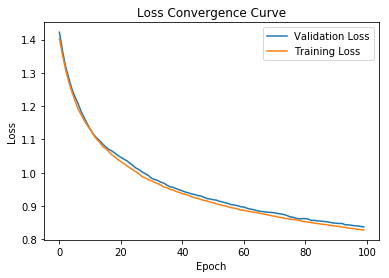 Loss Convergence Curve
Validation Loss
Training Loss
1.4
1.3
1.2
1.1
1.0
0.9
0.8
Loss
0
20
40
60
80
100
Epoch